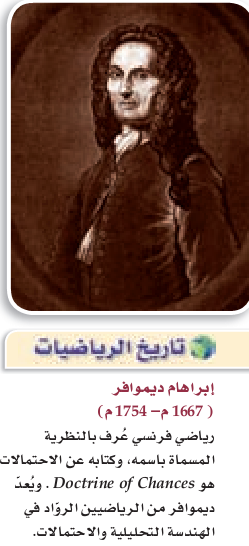 تاريخ الرياضيات
إبراهام ديموافر
( 1667 م – 1754 م )
رياضي فرنسي عُرف بالنظرية
المسماة باسمه، وكتابه عن الاحتمالات
هو Doctrine of Chances . ويُعدّ
ديموافر من الرياضيين الروّاد في
الهندسة التحليلية والاحتمالات.